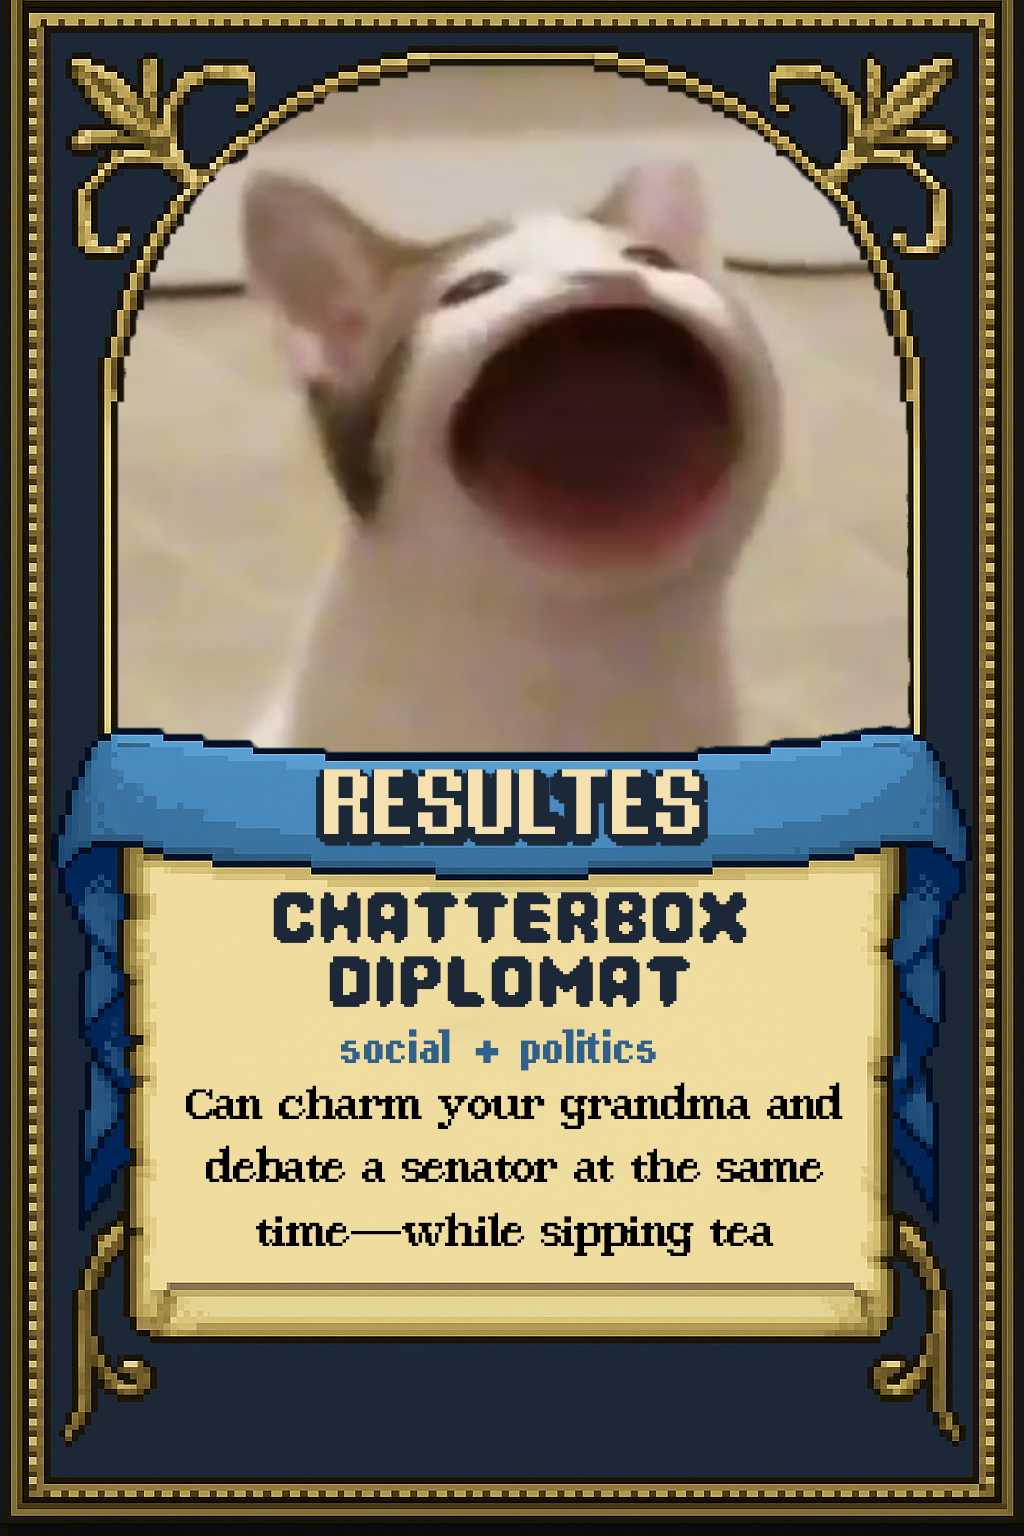 RESULTES
CHATTERBOX
DIPLOMAT
social + politics
Can charm your grandma and
debate a senator at the same
time—while sipping tea